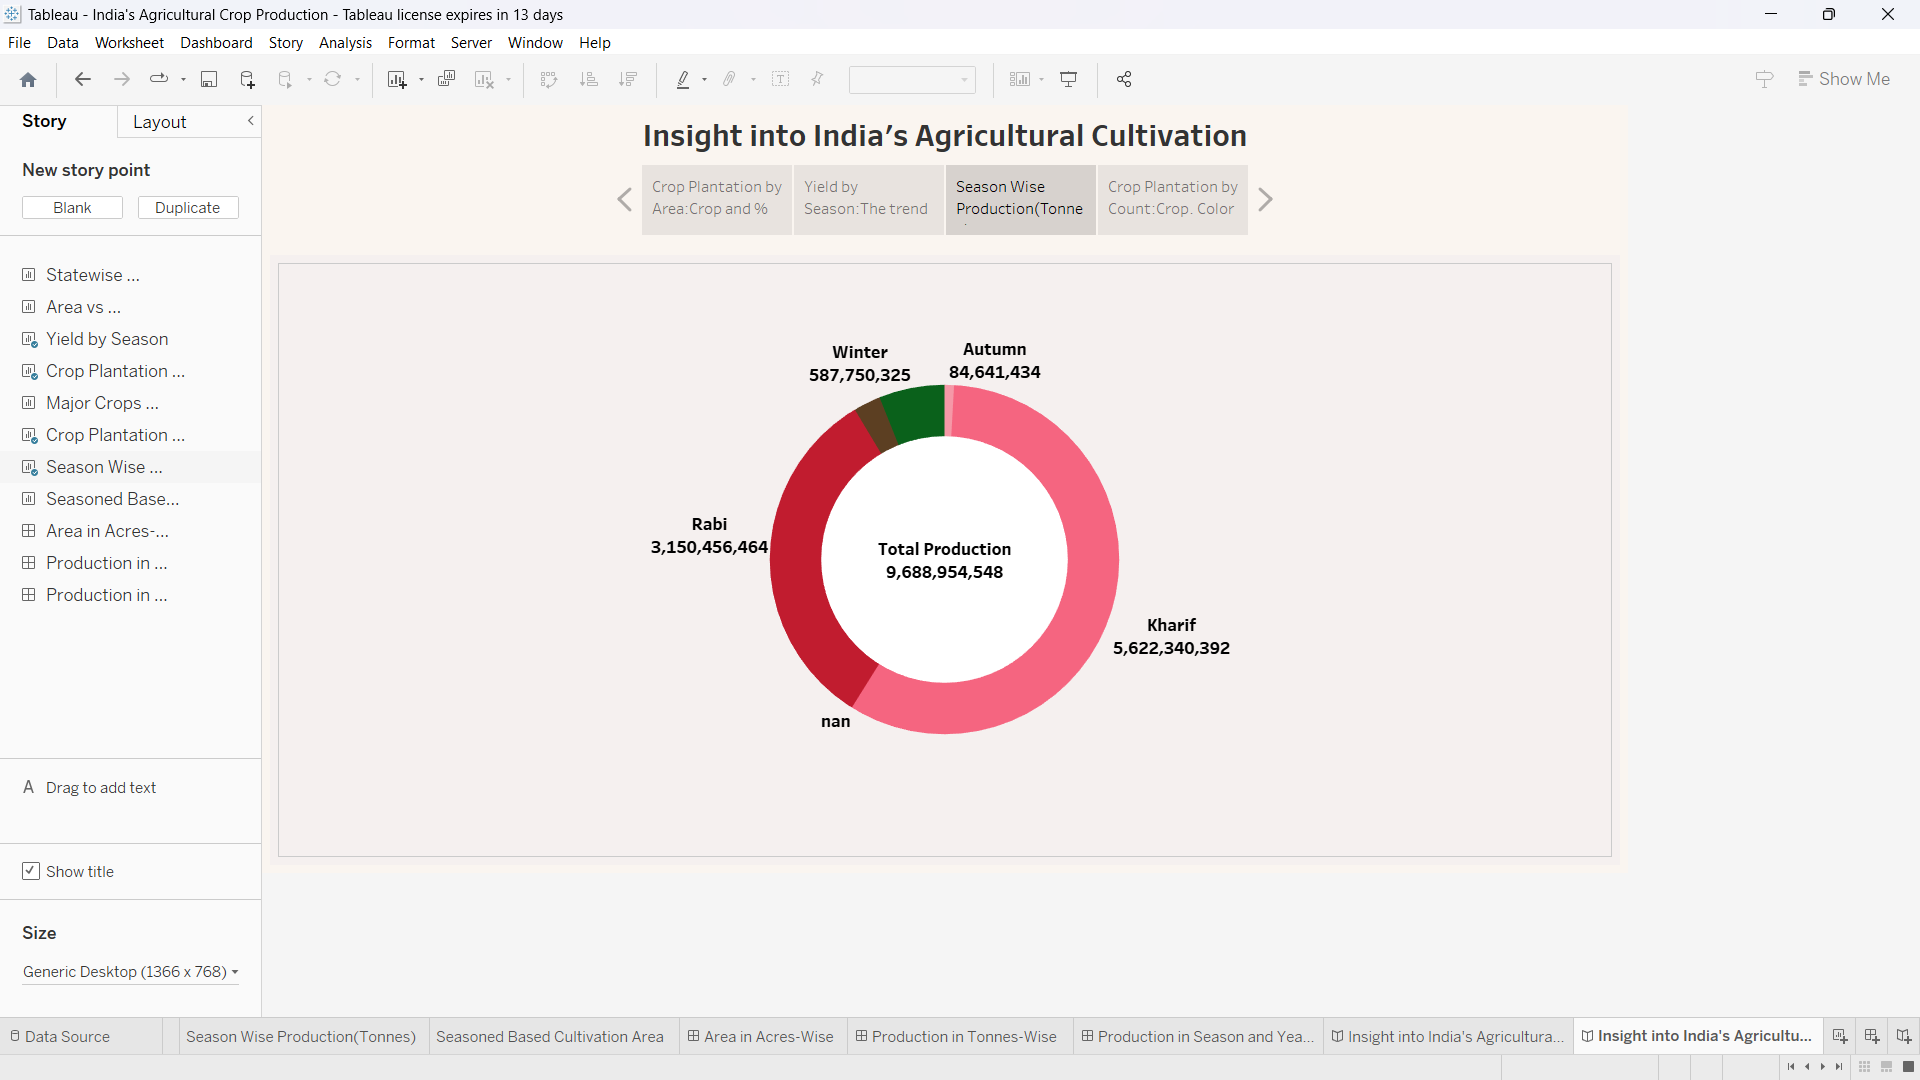 Tableau - India's Agricultural Crop Production - Tableau license expires in 13 days
File Data Worksheet Dashboard Story Analysis Format Server Window Help
Show Me
Story Layout
New story point
Blank Duplicate
Statewise ...
Area vs ...
Yield by Season
Crop Plantation ...
Major Crops ...
Crop Plantation ...
Season Wise ...
Seasoned Base...
Area in Acres-...
Production in ...
Production in ...
A Drag to add text
Show title
Size
Generic Desktop (1366 x 768)
Insight into India's Agricultural Cultivation
Crop Plantation by
Area:Crop and %
Yield by
Season:The trend
Season Wise
Production(Tonne
Crop Plantation by
Count:Crop. Color
Winter
587,750,325
Autumn
84,641,434
Rabi
3,150,456,464
Total Production
9,688,954,548
Kharif
5,622,340,392
nan
Data Source
Season Wise Production(Tonnes)
Seasoned Based Cultivation Area
Area in Acres-Wise
Production in Tonnes-Wise
Production in Season and Yea...
Insight into India's Agricultura...
Insight into India's Agricultu...